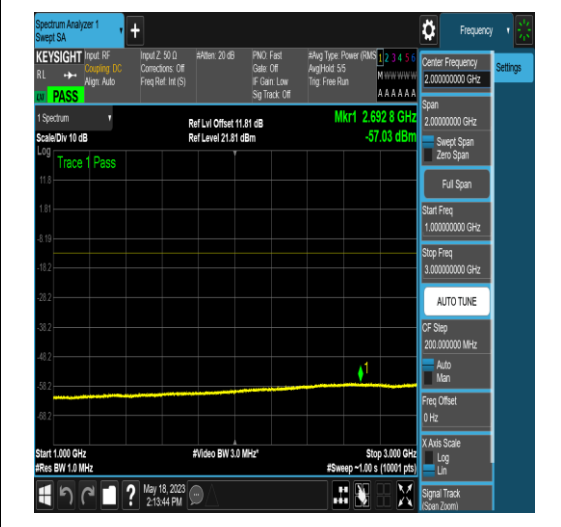 Spectrum Analyzer 1
Swept SA
+
Frequency
KEYSIGHT
RL
PASS
Input: RF
Coupling: DC
Align: Auto
Input Z: 50 Ω
Corrections: Off
Freq Ref: Int (S)
#Atten: 20 dB
PNO: Fast
Gate: Off
IF Gain: Low
Sig Track: Off
#Avg Type: Power (RMS
Avg|Hold: 5/5
Trig: Free Run
1 2 3 4 5 6
M W W W W W
A A A A A A
1 Spectrum
Scale/Div 10 dB
Ref Lvl Offset 11.81 dB
Ref Level 21.81 dBm
Mkr1 2.692 8 GHz
-57.03 dBm
Log
Trace 1 Pass
11.8
1.81
-8.19
-18.2
-28.2
-38.2
-48.2
-58.2
-68.2
1
Start 1.000 GHz
#Res BW 1.0 MHz
#Video BW 3.0 MHz*
Stop 3.000 GHz
#Sweep ~1.00 s (10001 pts)
?
May 18, 2023
2:13:44 PM
Center Frequency
2.000000000 GHz
Span
2.00000000 GHz
Swept Span
Zero Span
Full Span
Start Freq
1.000000000 GHz
Stop Freq
3.000000000 GHz
AUTO TUNE
CF Step
200.000000 MHz
Auto
Man
Freq Offset
0 Hz
X Axis Scale
Log
Lin
Signal Track
(Span Zoom)
Settings